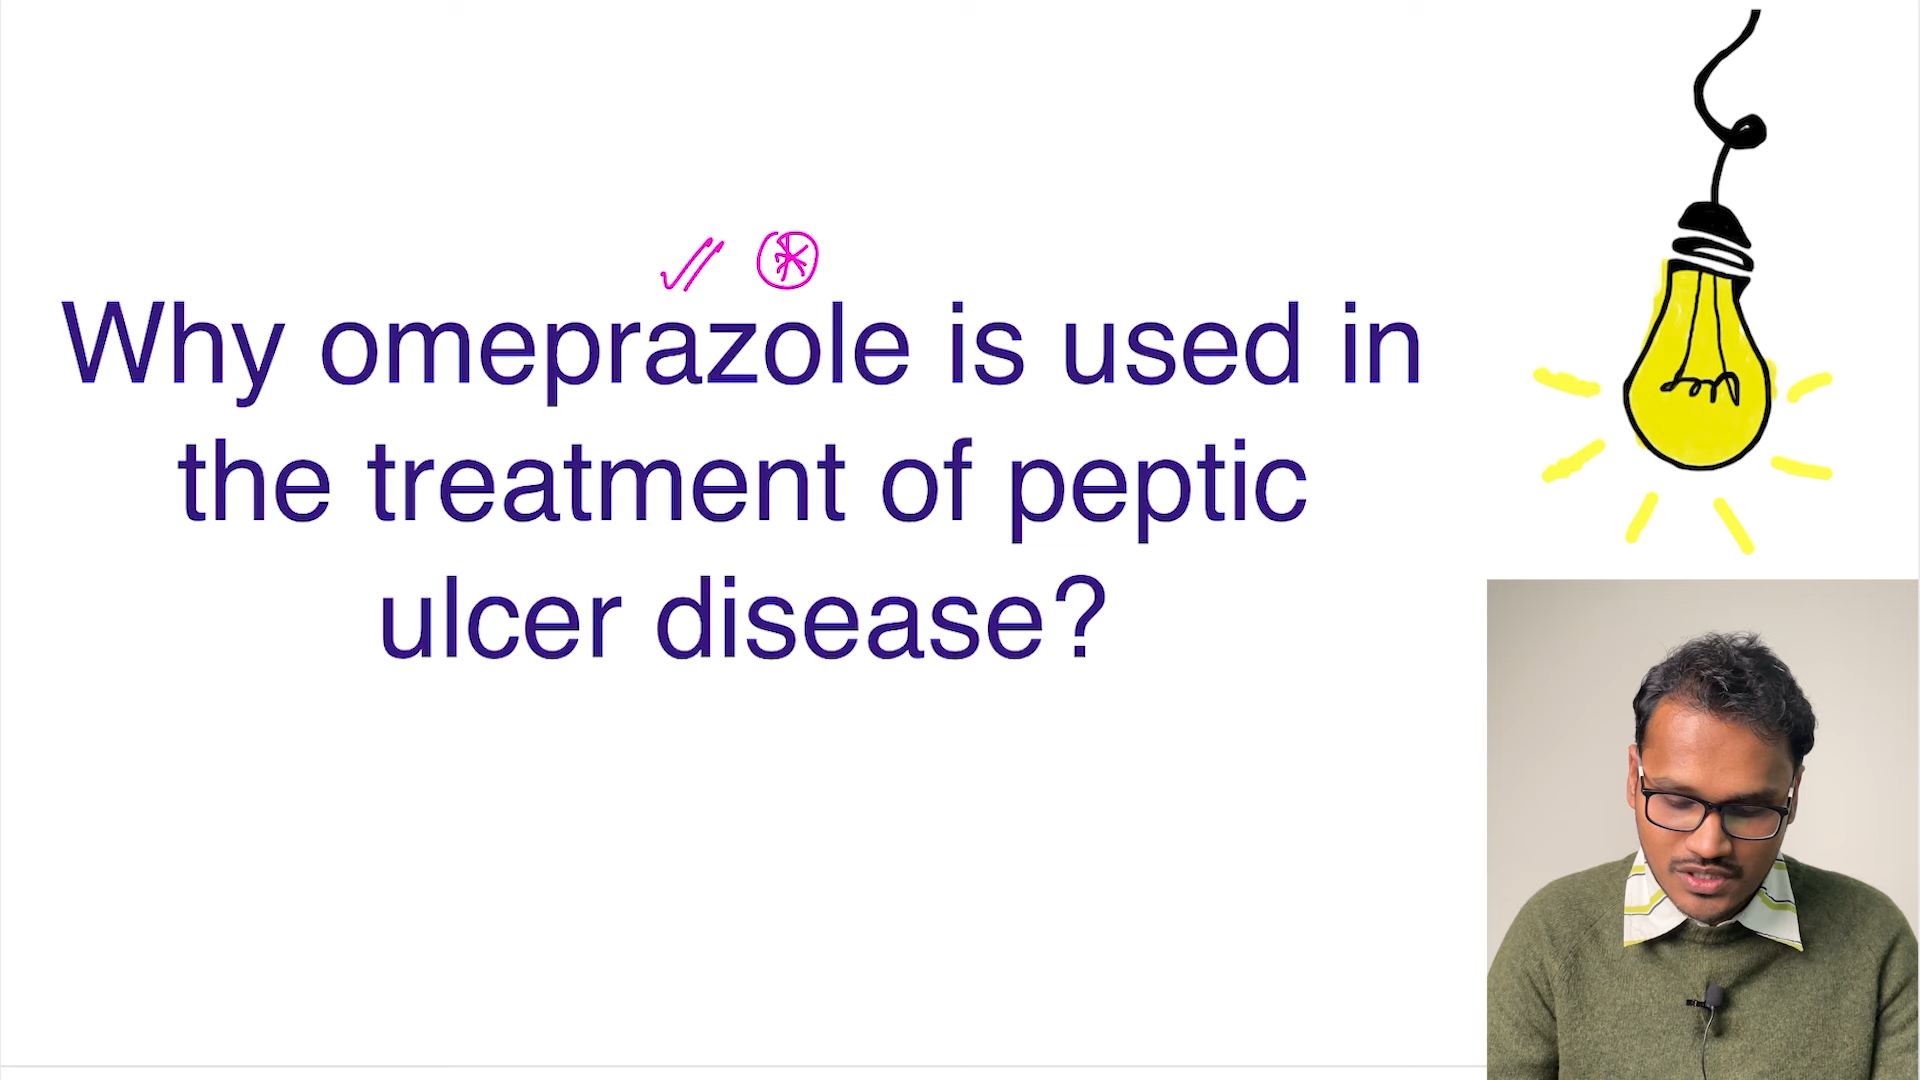 Why omeprazole is used in
the treatment of peptic
ulcer disease?